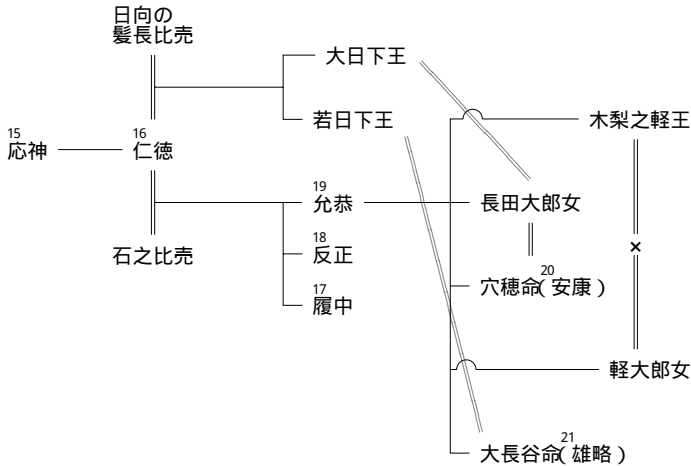 日向の
髪長比売
大日下王
若日下王
木梨之軽王
15
応神
16
仁徳
19
允恭
長田大郎女
石之比売
18
反正
×
20
穴穂命(安康)
17
履中
軽大郎女
21
大長谷命(雄略)